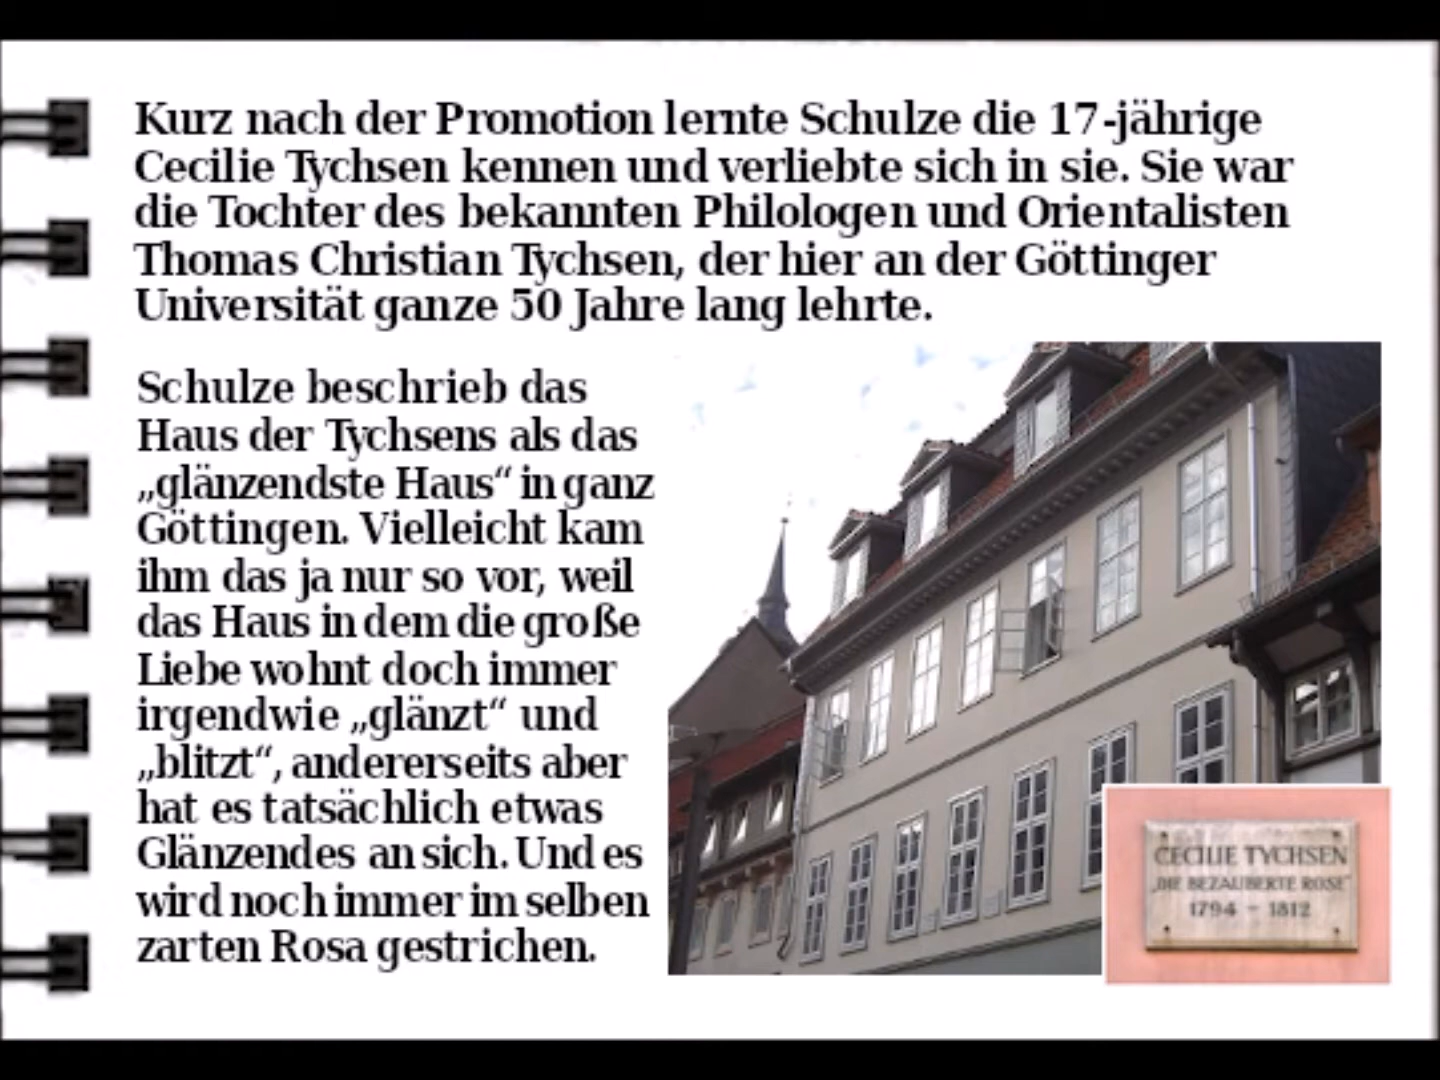 Kurz nach der Promotion lernte Schulze die 17-jährige
Cecilie Tychsen kennen und verliebte sich in sie. Sie war
die Tochter des bekannten Philologen und Orientalisten
Thomas Christian Tychsen, der hier an der Göttinger
Universität ganze 50 Jahre lang lehrte.
Schulze beschrieb das
Haus der Tychsens als das
„glänzendste Haus“ in ganz
Göttingen. Vielleicht kam
ihm das ja nur so vor, weil
das Haus in dem die große
Liebe wohnt doch immer
irgendwie „glänzt“ und
„blitzt“, andererseits aber
hat es tatsächlich etwas
Glänzendes an sich. Und es
wird noch immer im selben
zarten Rosa gestrichen.
CECILIE TYCHSEN
„DIE BEZAUBERTE ROSE“
1794 - 1812